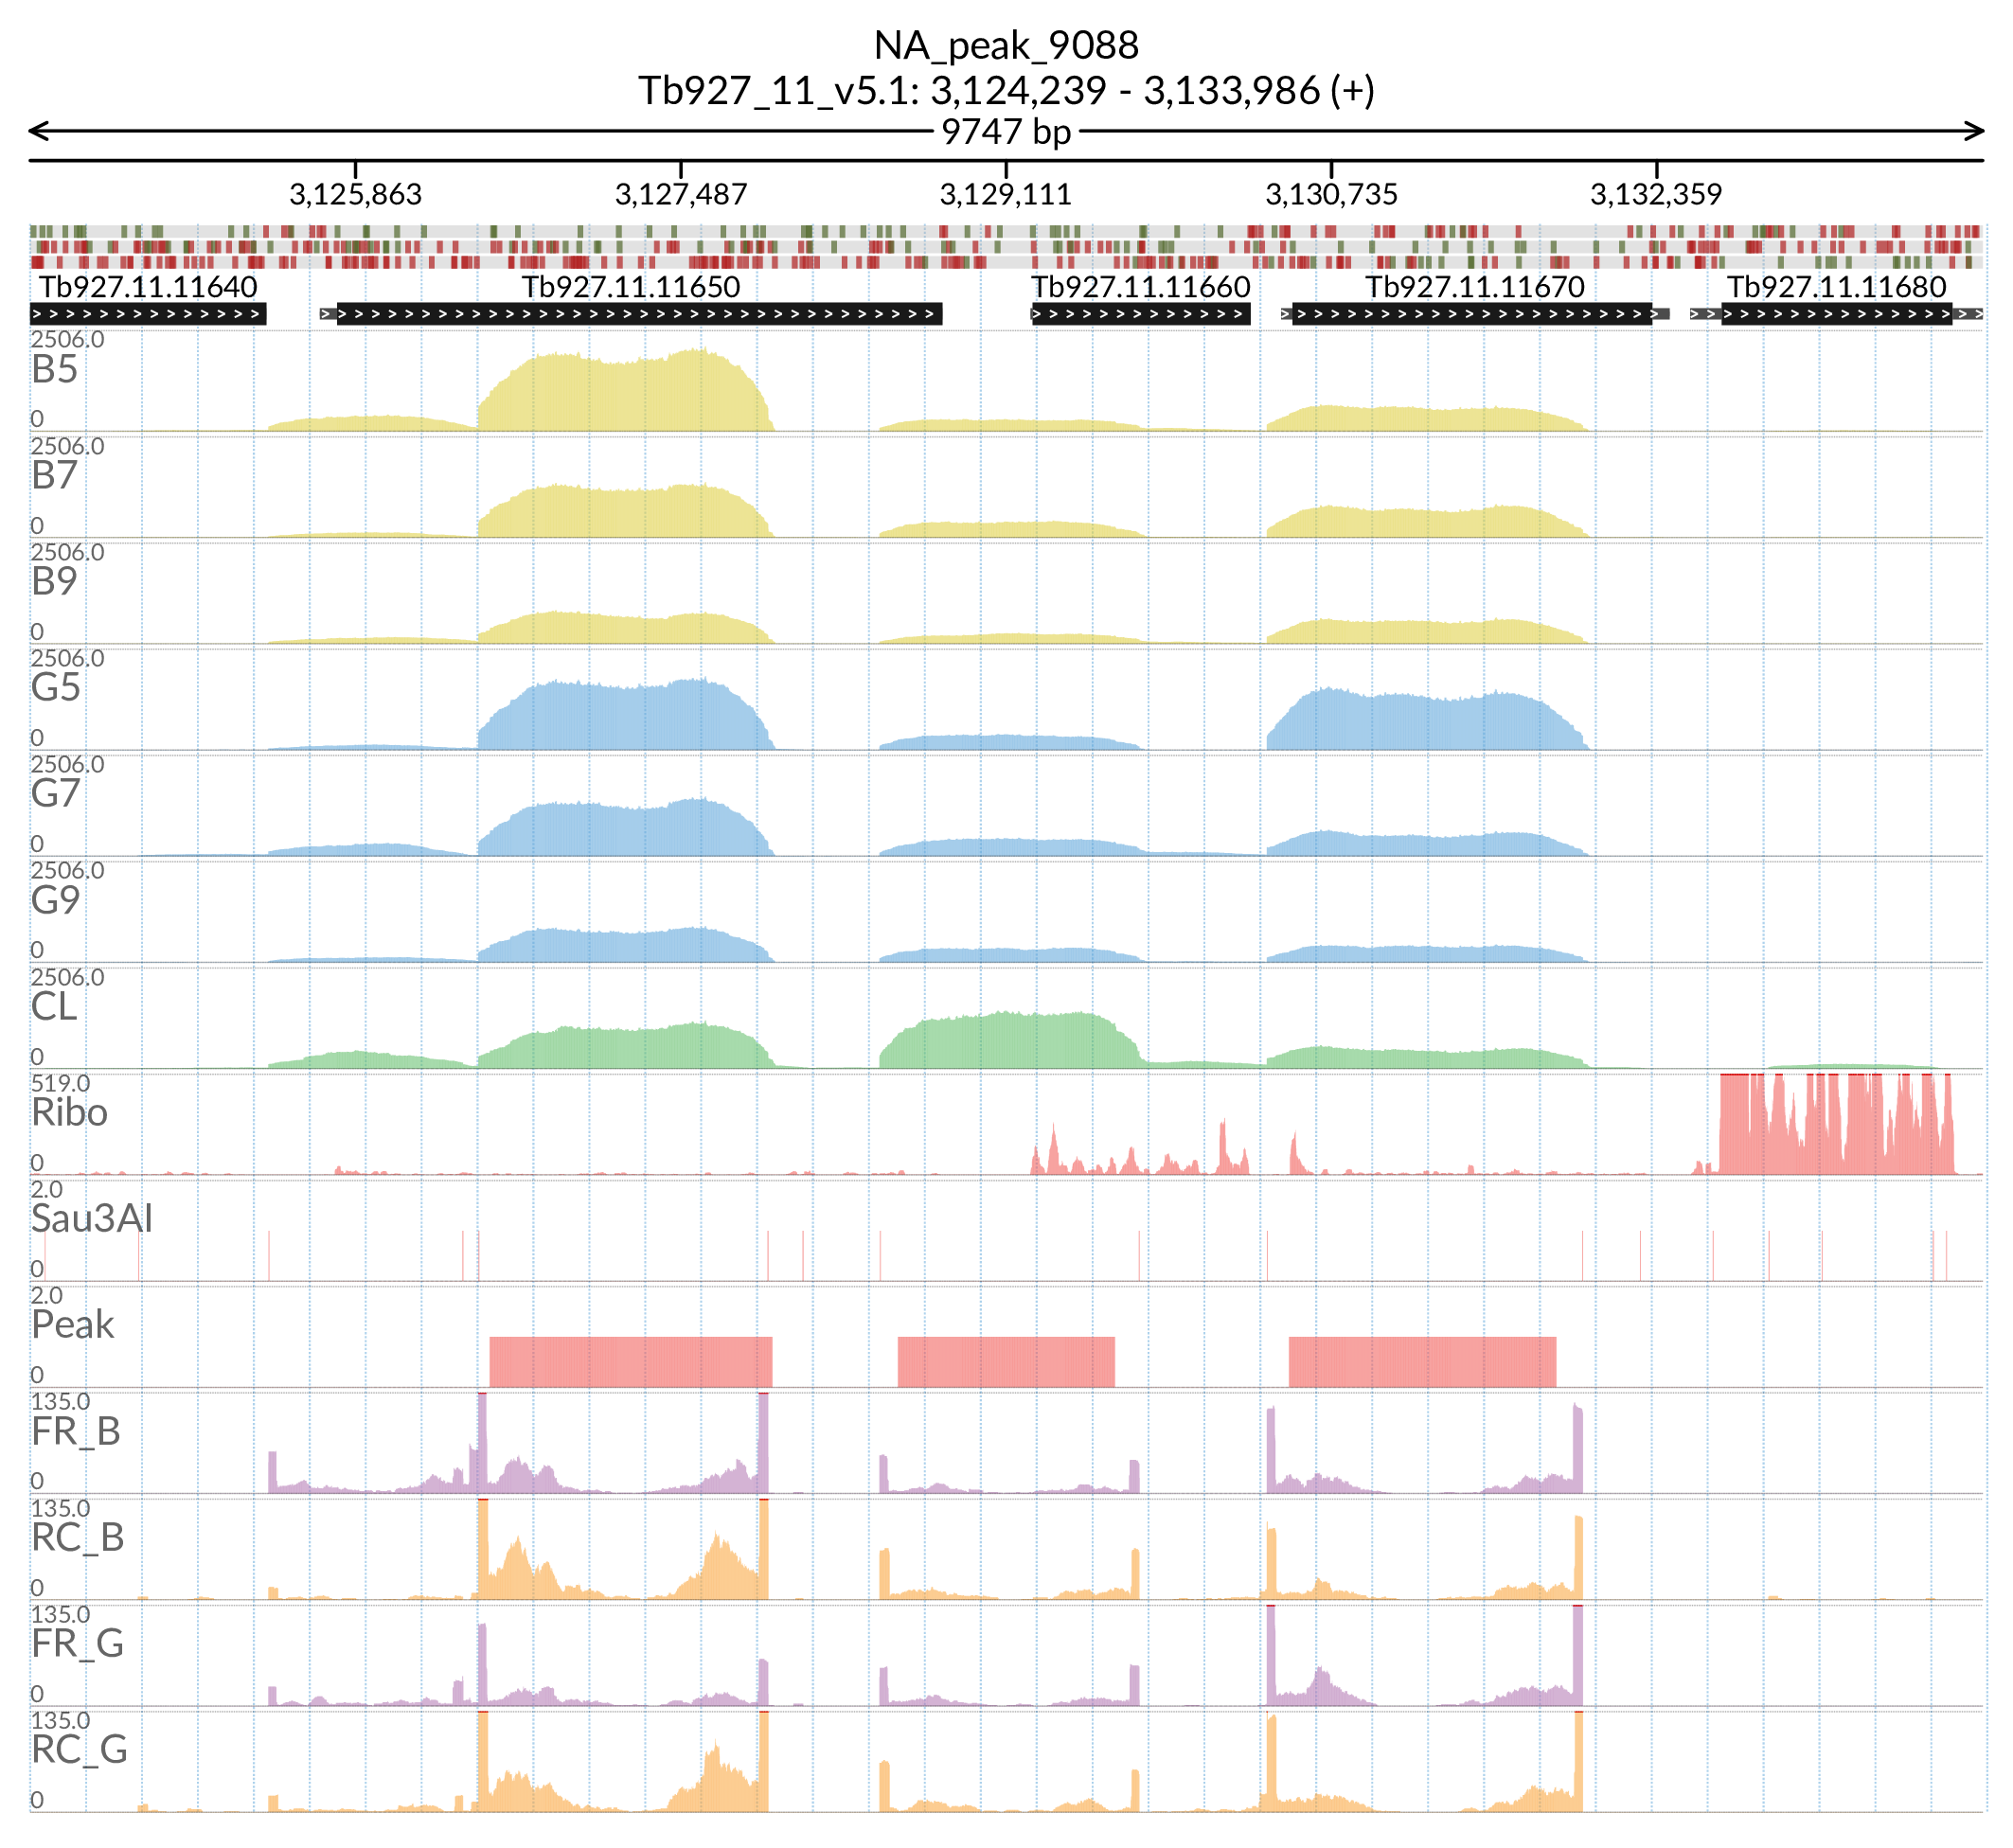 NA_peak_9088
Tb927_11_v5.1: 3,124,239 - 3,133,986 (+)
9747 bp
3,125,863 3,127,487 3,129,111 3,130,735 3,132,359
Tb927.11.11640 Tb927.11.11650 Tb927.11.11660 Tb927.11.11670 Tb927.11.11680
2506.0
B5
0
2506.0
B7
0
2506.0
B9
0
2506.0
G5
0
2506.0
G7
0
2506.0
G9
0
2506.0
CL
0
519.0
Ribo
0
2.0
Sau3AI
0
2.0
Peak
0
135.0
FR_B
0
135.0
RC_B
0
135.0
FR_G
0
135.0
RC_G
0